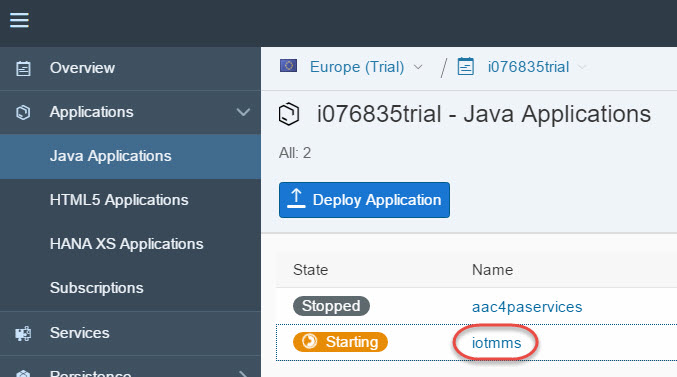 Overview
Applications
Java Applications
HTML5 Applications
HANA XS Applications
Subscriptions
Services
Persistence
Europe (Trial) / i076835trial
i076835trial - Java Applications
All: 2
Deploy Application
State Name
Stopped aac4paservices
Starting iotmms